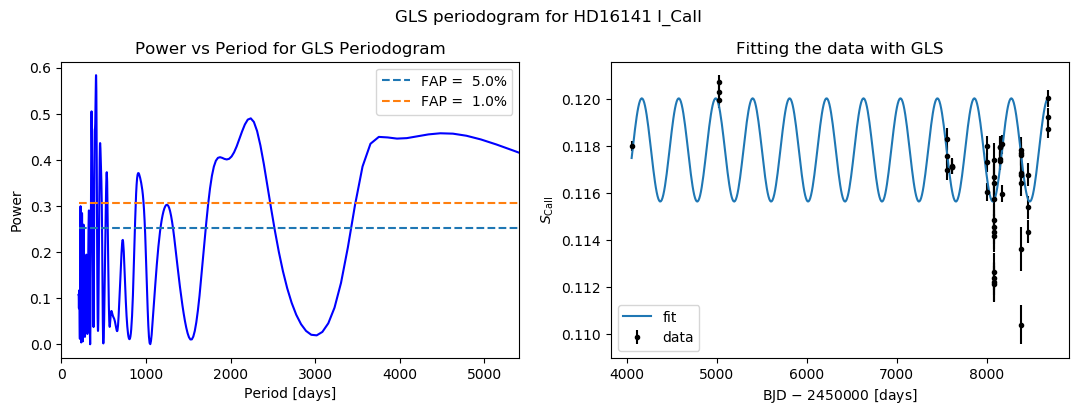 GLS periodogram for HD16141 I_CaII
Power vs Period for GLS Periodogram
FAP =  5.0%
FAP =  1.0%
0.6
0.5
0.4
0.3
0.2
0.1
0.0
Power
0 1000 2000 3000 4000 5000
Period [days]
Fitting the data with GLS
0.120
0.118
0.116
0.114
0.112
0.110
S_CaII
fit
data
4000 5000 6000 7000 8000
BJD − 2450000 [days]